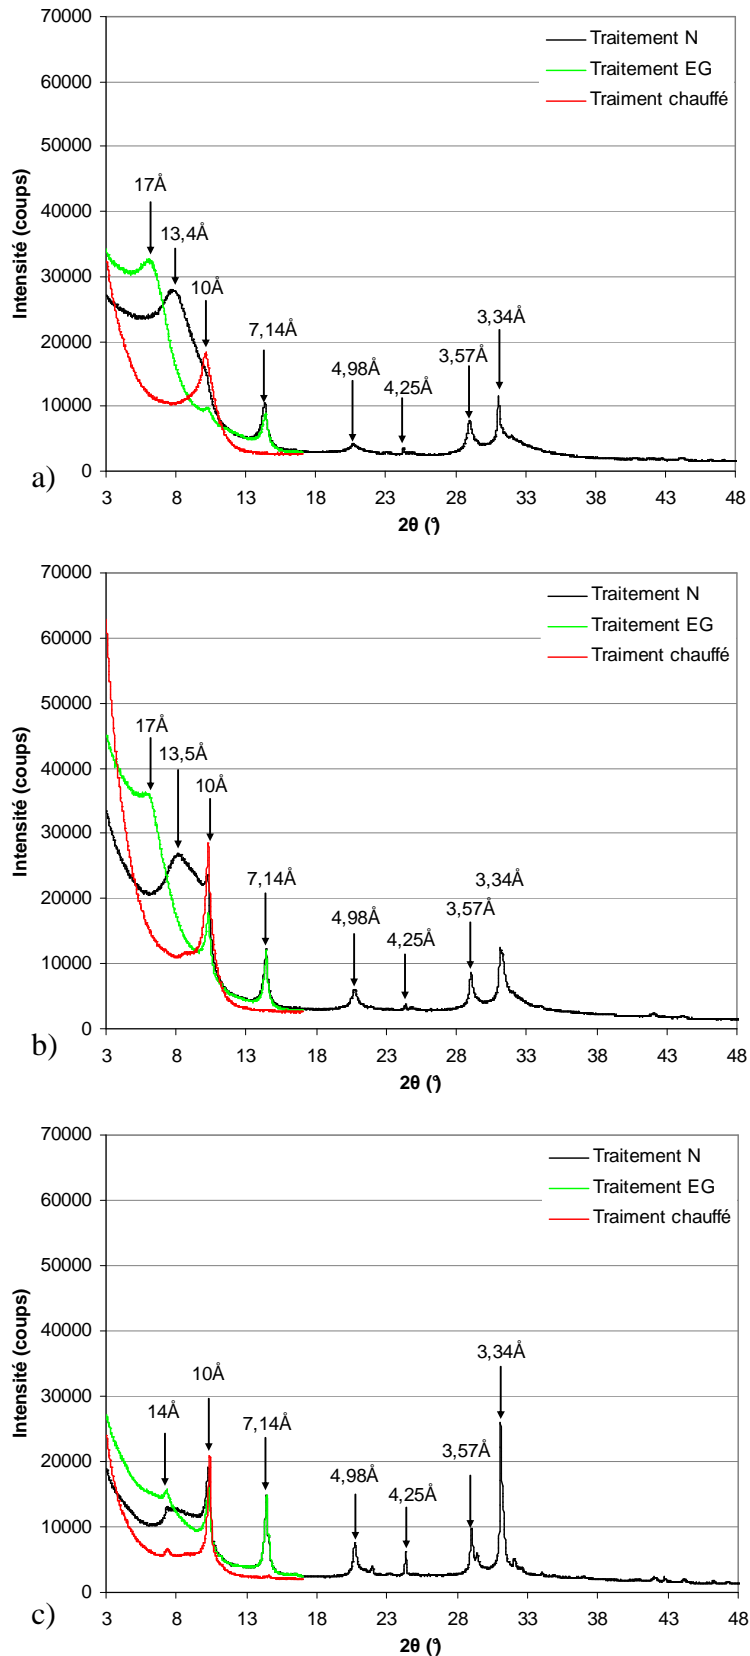 70000
60000
50000
40000
30000
20000
10000
0
Intensité (coups)
Traitement N
Traitement EG
Traiment chauffé
17Å
13,4Å
10Å
7,14Å
4,98Å
4,25Å
3,57Å
3,34Å
3 8 13 18 23 28 33 38 43 48
2θ (°)
a)
70000
60000
50000
40000
30000
20000
10000
0
Intensité (coups)
Traitement N
Traitement EG
Traiment chauffé
17Å
13,5Å
10Å
7,14Å
4,98Å
4,25Å
3,57Å
3,34Å
3 8 13 18 23 28 33 38 43 48
2θ (°)
b)
70000
60000
50000
40000
30000
20000
10000
0
Intensité (coups)
Traitement N
Traitement EG
Traiment chauffé
14Å
10Å
7,14Å
4,98Å
4,25Å
3,57Å
3,34Å
3 8 13 18 23 28 33 38 43 48
2θ (°)
c)